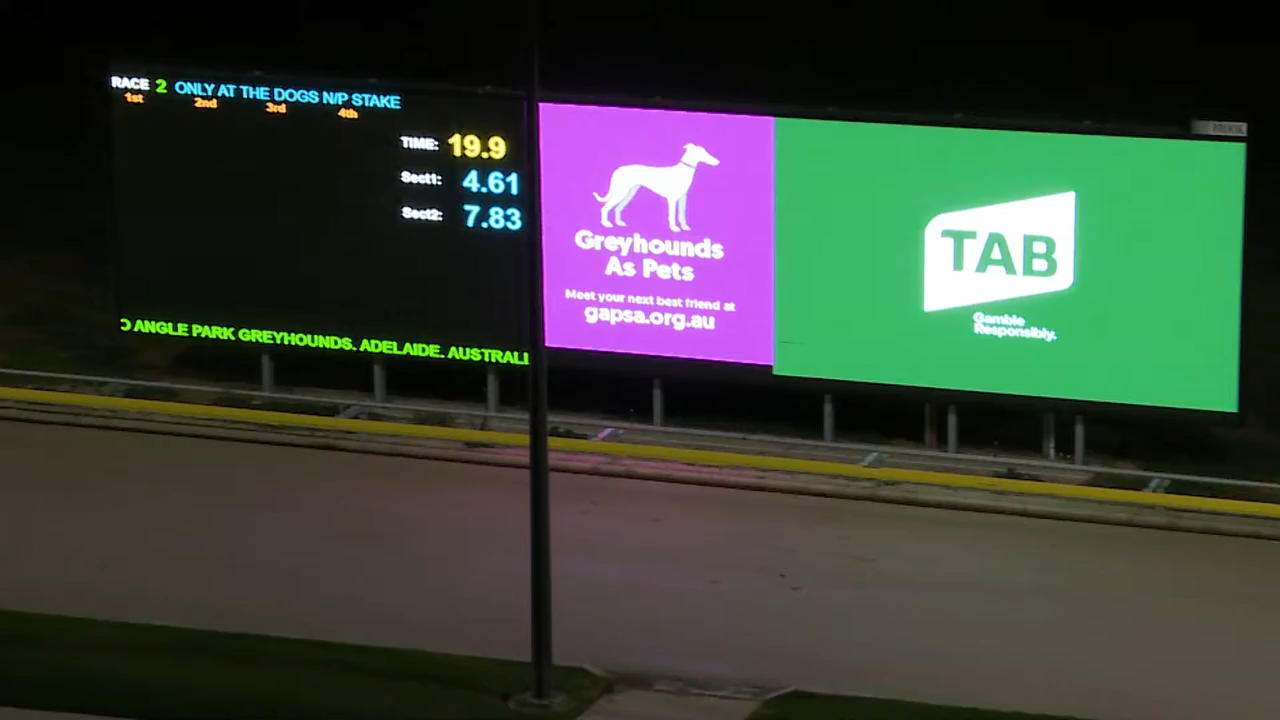 RACE 2 ONLY AT THE DOGS N/P STAKE
1st 2nd 3rd 4th
TIME: 19.9
Sect1: 4.61
Sect2: 7.83
O ANGLE PARK GREYHOUNDS. ADELAIDE. AUSTRALI
Greyhounds
As Pets
Meet your next best friend at
gapsa.org.au
TAB
Gamble
Responsibly.